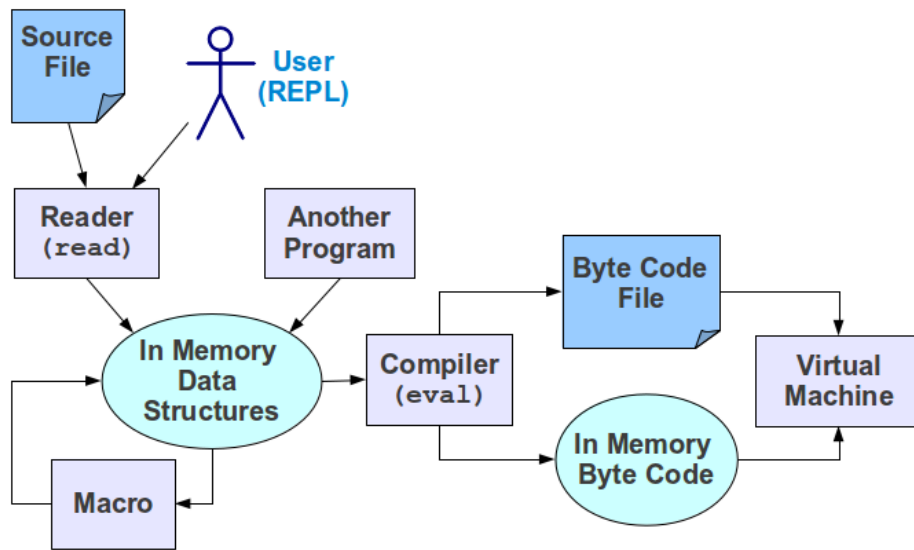 Source
File
User
(REPL)
Reader
(read)
Another
Program
Byte Code
File
In Memory
Data
Structures
Compiler
(eval)
Virtual
Machine
In Memory
Byte Code
Macro